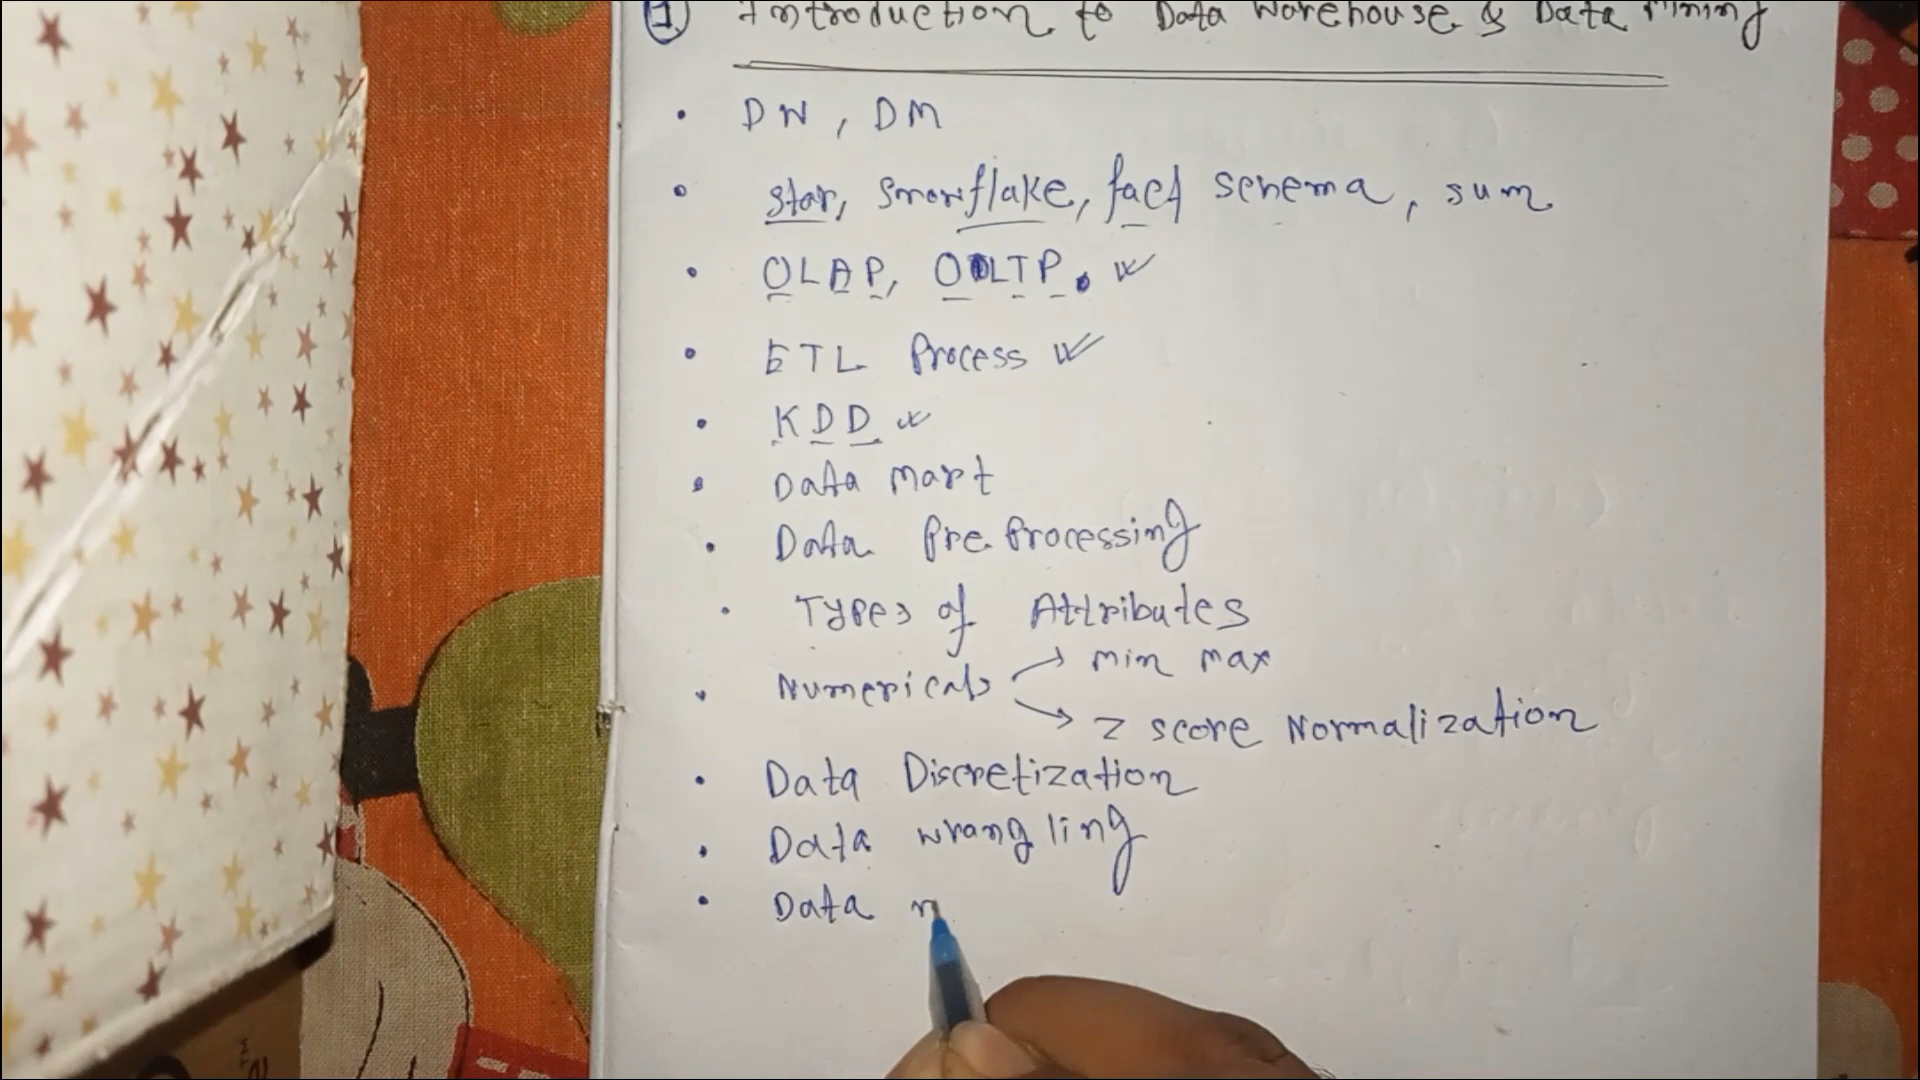 1. Introduction to Data Warehouse & Data Mining
• DW, DM
• Star, Snowflake, fact schema, sum
• OLAP, OLTP.
• ETL Process
• KDD
• Data Mart
• Data Pre Processing
• Types of Attributes
• Numericals → min max
→ Z score Normalization
• Data Discretization
• Data wrangling
• Data